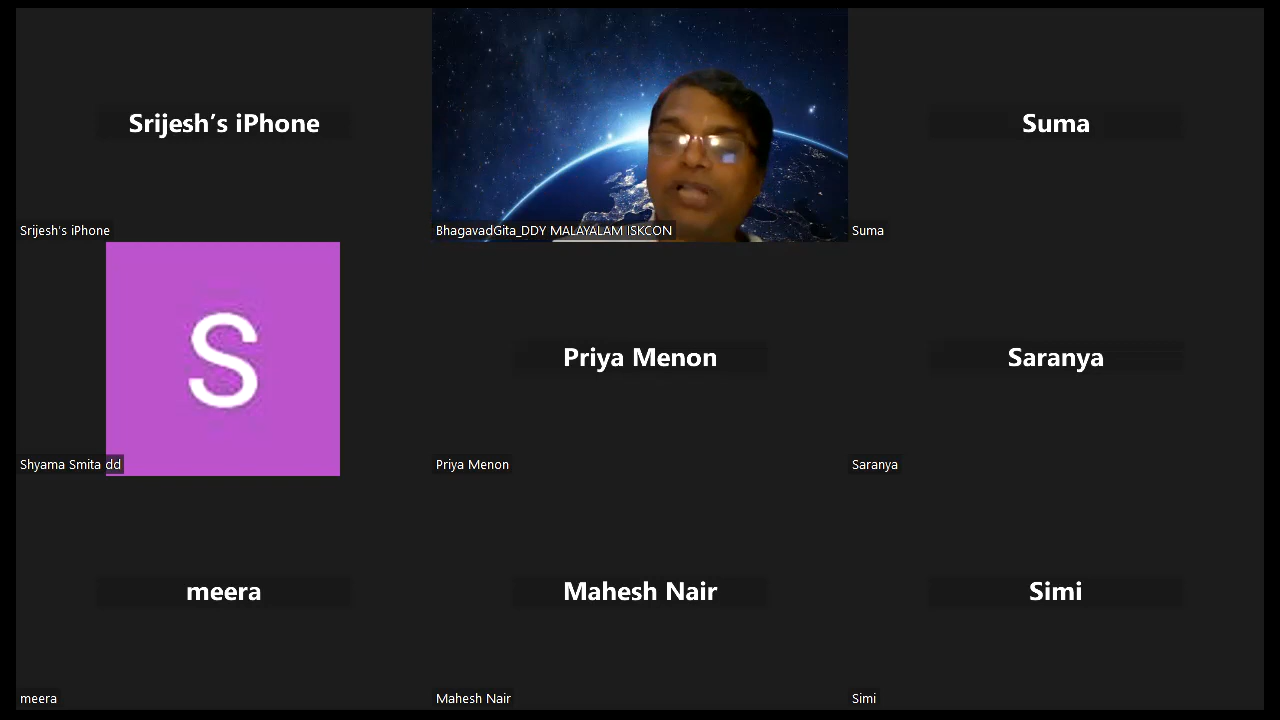 Srijesh’s iPhone
Suma
Srijesh's iPhone
BhagavadGita_DDY MALAYALAM ISKCON
Suma
S
Priya Menon
Saranya
Shyama Smita dd
Priya Menon
Saranya
meera
Mahesh Nair
Simi
meera
Mahesh Nair
Simi